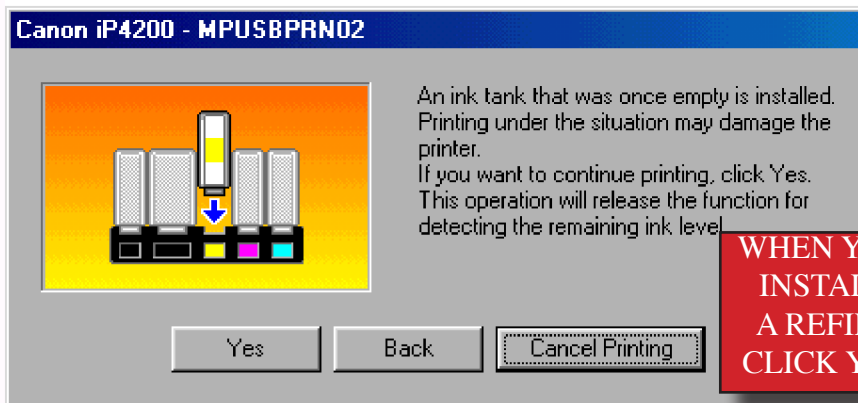 Canon iP4200 - MPUSBPRN02
An ink tank that was once empty is installed.
Printing under the situation may damage the
printer.
If you want to continue printing, click Yes.
This operation will release the function for
detecting the remaining ink level
WHEN
A
CLICK
Yes
Back
Cancel Printing